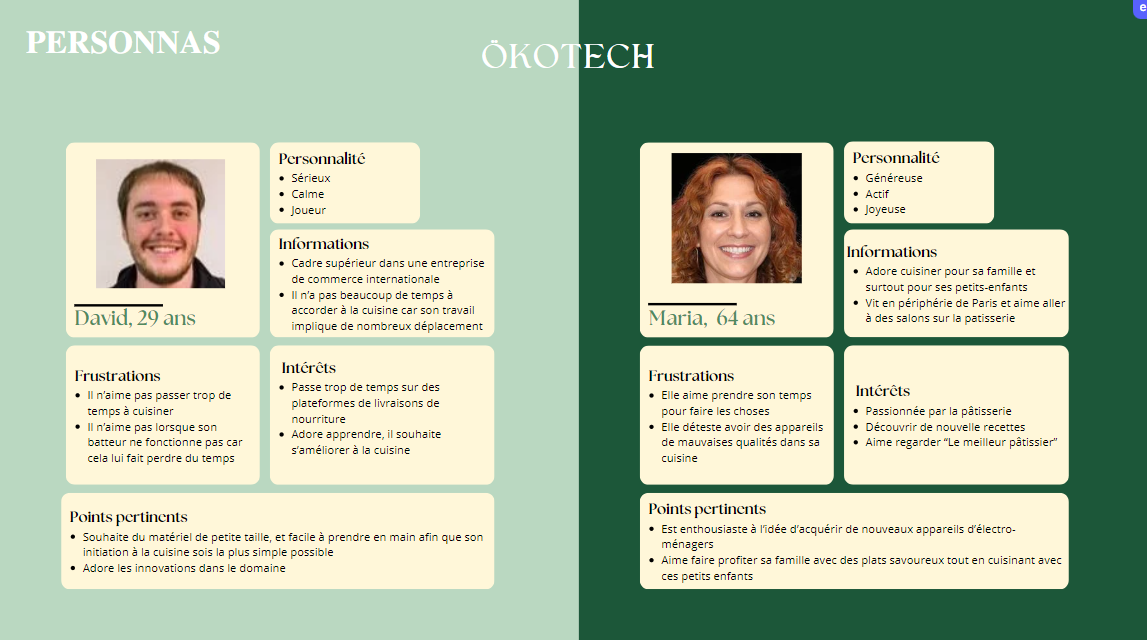 PERSONNAS
ÖKOTECH
e
David, 29 ans
Personnalité
• Sérieux
• Calme
• Joueur
Informations
• Cadre supérieur dans une entreprise
de commerce internationale
• Il n'a pas beaucoup de temps à
accorder à la cuisine car son travail
implique de nombreux déplacement
Frustrations
• Il n'aime pas passer trop de
temps à cuisiner
• Il n'aime pas lorsque son
batteur ne fonctionne pas car
cela lui fait perdre du temps
Intérêts
• Passe trop de temps sur des
plateformes de livraisons de
nourriture
• Adore apprendre, il souhaite
s'améliorer à la cuisine
Points pertinents
• Souhaite du matériel de petite taille, et facile à prendre en main afin que son
initiation à la cuisine sois la plus simple possible
• Adore les innovations dans le domaine
Maria, 64 ans
Personnalité
• Généreuse
• Actif
• Joyeuse
Informations
• Adore cuisiner pour sa famille et
surtout pour ses petits-enfants
• Vit en périphérie de Paris et aime aller
à des salons sur la patisserie
Frustrations
• Elle aime prendre son temps
pour faire les choses
• Elle déteste avoir des appareils
de mauvaises qualités dans sa
cuisine
Intérêts
• Passionnée par la pâtisserie
• Découvrir de nouvelle recettes
• Aime regarder "Le meilleur pâtissier"
Points pertinents
• Est enthousiaste à l'idée d'acquérir de nouveaux appareils d'électro-
ménagers
• Aime faire profiter sa famille avec des plats savoureux tout en cuisinant avec
ces petits enfants